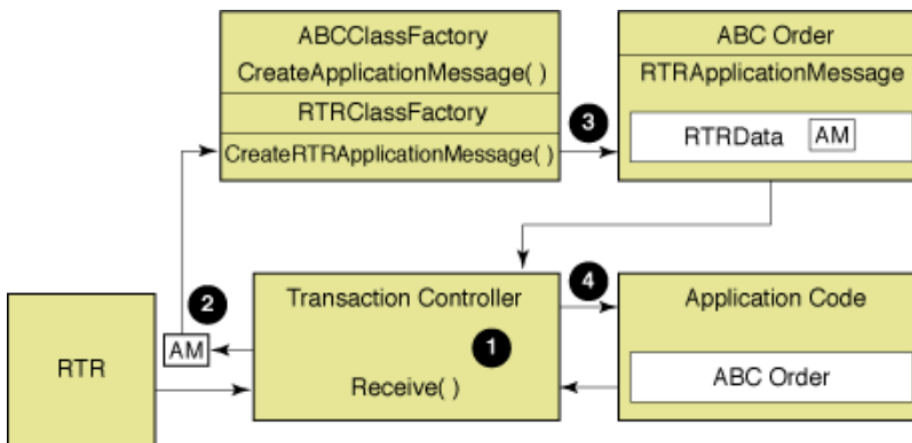 ABCClassFactory
CreateApplicationMessage( )
RTRClassFactory
CreateRTRApplicationMessage( )
3
ABC Order
RTRApplicationMessage
RTRData AM
2
AM
RTR
Transaction Controller
1
Receive( )
4
Application Code
ABC Order